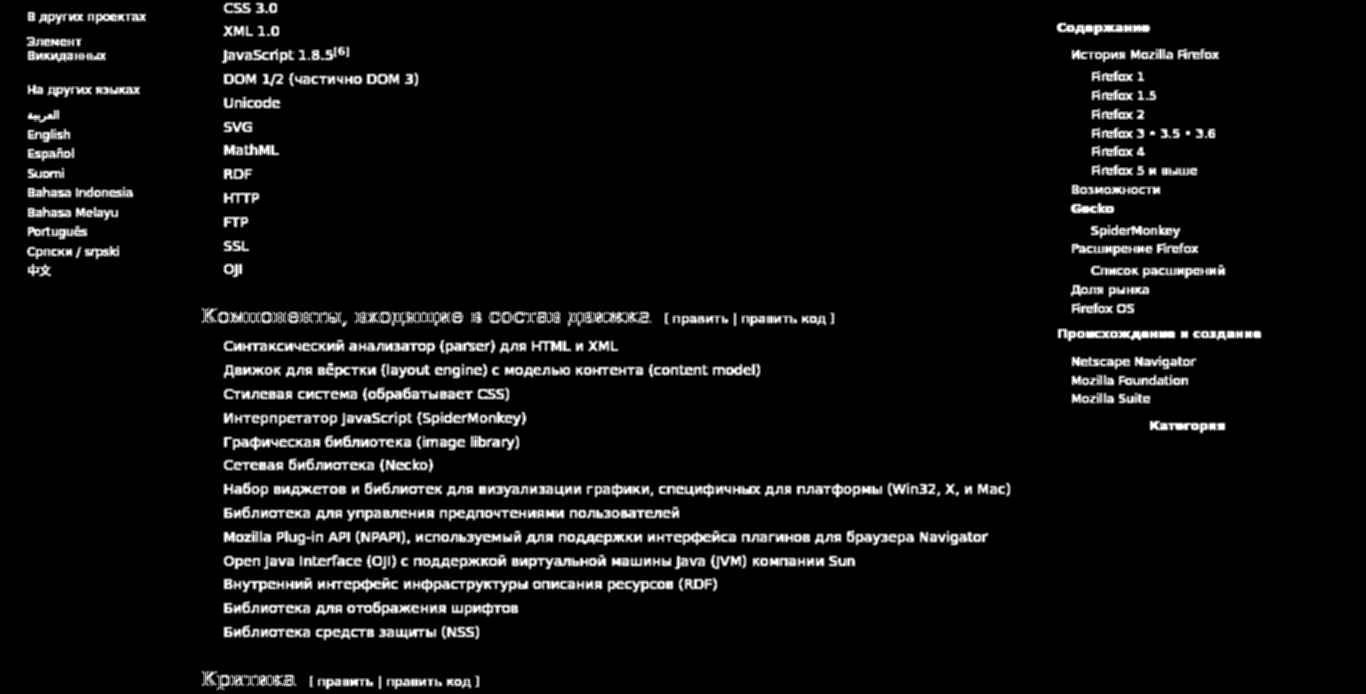 В других проектах
Элемент
Викиданных
На других языках
العربية
English
Español
Suomi
Bahasa Indonesia
Bahasa Melayu
Português
Српски / srpski
中文
CSS 3.0
XML 1.0
JavaScript 1.8.5[6]
DOM 1/2 (частично DOM 3)
Unicode
SVG
MathML
RDF
HTTP
FTP
SSL
OJI
Компоненты, входящие в состав движка [ править | править код ]
Синтаксический анализатор (parser) для HTML и XML
Движок для вёрстки (layout engine) с моделью контента (content model)
Стилевая система (обрабатывает CSS)
Интерпретатор JavaScript (SpiderMonkey)
Графическая библиотека (image library)
Сетевая библиотека (Necko)
Набор виджетов и библиотек для визуализации графики, специфичных для платформы (Win32, X, и Mac)
Библиотека для управления предпочтениями пользователей
Mozilla Plug-in API (NPAPI), используемый для поддержки интерфейса плагинов для браузера Navigator
Open Java Interface (OJI) с поддержкой виртуальной машины Java (JVM) компании Sun
Внутренний интерфейс инфраструктуры описания ресурсов (RDF)
Библиотека для отображения шрифтов
Библиотека средств защиты (NSS)
Критика [ править | править код ]
Содержание
История Mozilla Firefox
Firefox 1
Firefox 1.5
Firefox 2
Firefox 3 • 3.5 • 3.6
Firefox 4
Firefox 5 и выше
Возможности
Gecko
SpiderMonkey
Расширение Firefox
Список расширений
Доля рынка
Firefox OS
Происхождение и создание
Netscape Navigator
Mozilla Foundation
Mozilla Suite
Категория